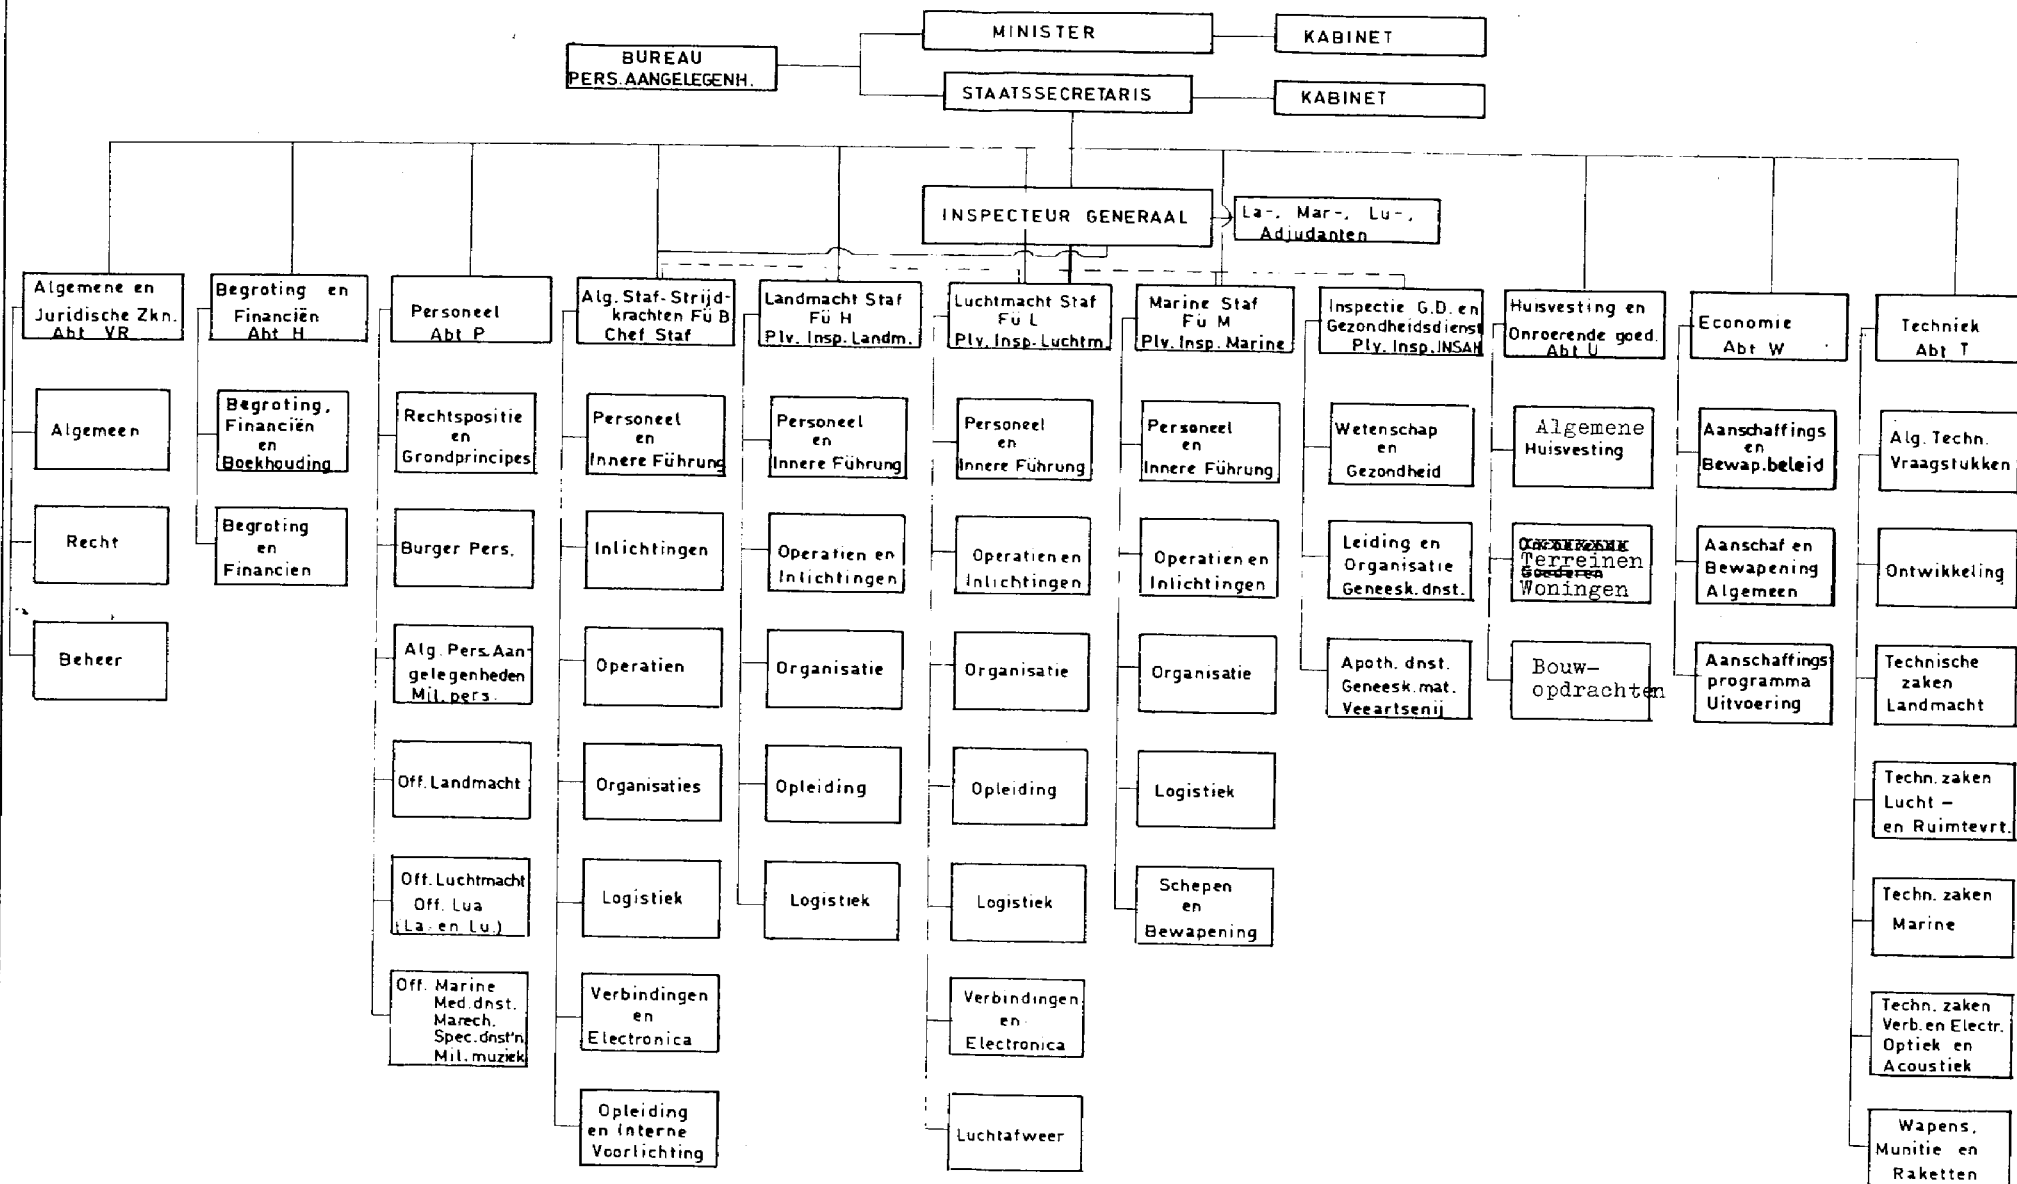 MINISTER
KABINET
BUREAU
PERS.AANGELEGENH.
STAATSSECRETARIS
KABINET
INSPECTEUR GENERAAL
La-, Mar-, Lu-,
Adjudanten
Algemene en
Juridische Zkn.
Abt VR
Algemeen
Recht
Beheer
Begroting en
Financiën
Abt H
Begroting,
Financiën
en
Boekhouding
Begroting
en
Financien
Personeel
Abt P
Rechtspositie
en
Grondprincipes
Burger Pers.
Alg. Pers. Aan-
gelegenheden
Mil. pers.
Off. Landmacht
Off. Luchtmacht
Off. Lua
(La. en Lu.)
Off. Marine
Med. dnst.
Marech.
Spec. dnst'n
Mil. muziek
Alg. Staf- Strijd-
krachten Fü B
Chef Staf
Personeel
en
Innere Führung
Inlichtingen
Operatien
Organisaties
Logistiek
Verbindingen
en
Electronica
Opleiding
en Interne
Voorlichting
Landmacht Staf
Fü H
Plv. Insp. Landm.
Personeel
en
Innere Führung
Operatien en
Inlichtingen
Organisatie
Opleiding
Logistiek
Luchtmacht Staf
Fü L
Plv. Insp. Luchtm.
Personeel
en
Innere Führung
Operatien en
Inlichtingen
Organisatie
Opleiding
Logistiek
Verbindingen
en
Electronica
Luchtafweer
Marine Staf
Fü M
Plv. Insp. Marine
Personeel
en
Innere Führung
Operatien en
Inlichtingen
Organisatie
Logistiek
Schepen
en
Bewapening
Inspectie G.D. en
Gezondheidsdienst
Plv. Insp. INSAH
Wetenschap
en
Gezondheid
Leiding en
Organisatie
Geneesk. dnst.
Apoth. dnst.
Geneesk. mat.
Veeartsenij
Huisvesting en
Onroerende goed.
Abt U
Algemene
Huisvesting
Terreinen
Goederen
Woningen
Bouw-
opdrachten
Economie
Abt W
Aanschaffings
en
Bewap.beleid
Aanschaf en
Bewapening
Algemeen
Aanschaffings
programma
Uitvoering
Techniek
Abt T
Alg. Techn.
Vraagstukken
Ontwikkeling
Technische
zaken
Landmacht
Techn. zaken
Lucht –
en Ruimtevrt.
Techn. zaken
Marine
Techn. zaken
Verb. en Electr.
Optiek en
Acoustiek
Wapens,
Munitie en
Raketten